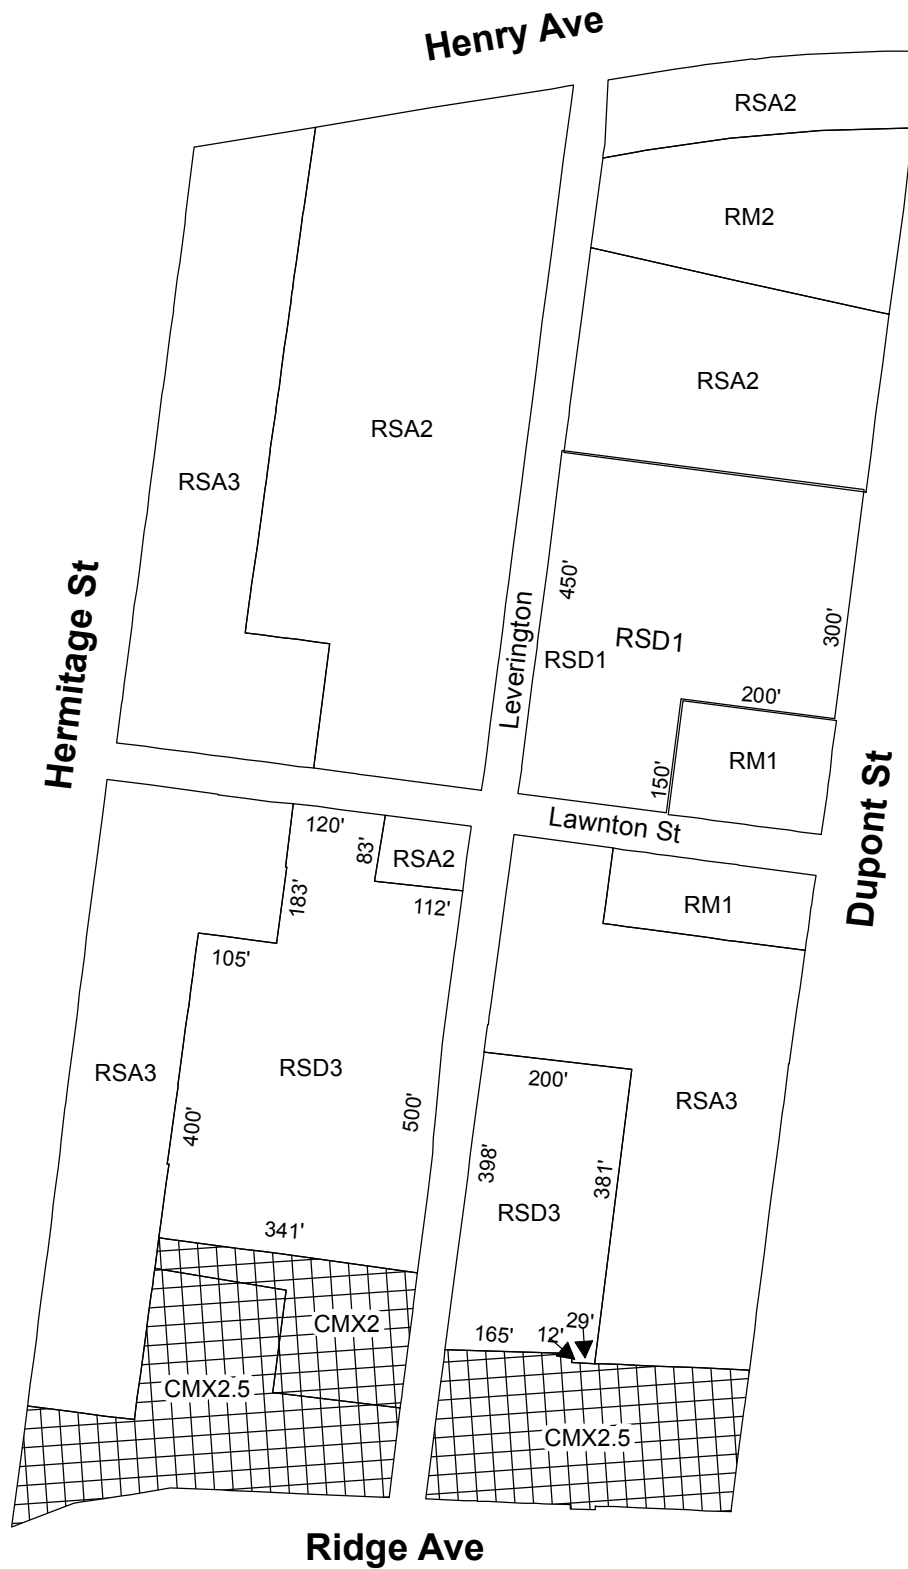 Henry Ave
RSA2
RM2
RSA2
RSA2
RSA3
Hermitage St
Leverington
450'
RSD1
RSD1
300'
200'
150'
RM1
Lawnton St
Dupont St
120'
83'
RSA2
112'
183'
105'
RM1
RSA3
RSD3
400'
500'
200'
RSA3
398'
381'
RSD3
341'
CMX2
165'
12'
29'
CMX2.5
CMX2.5
Ridge Ave